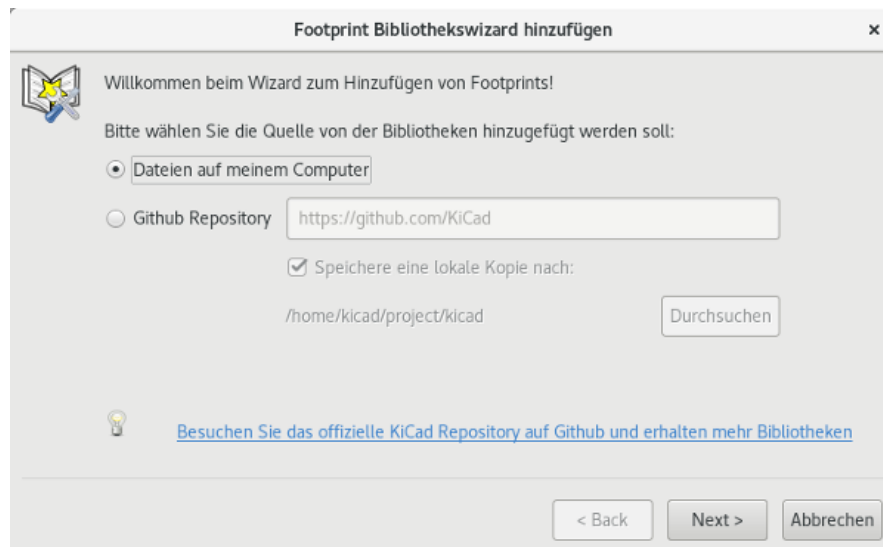 Footprint Bibliothekswizard hinzufügen ×
Willkommen beim Wizard zum Hinzufügen von Footprints!
Bitte wählen Sie die Quelle von der Bibliotheken hinzugefügt werden soll:
Dateien auf meinem Computer
Github Repository https://github.com/KiCad
Speichere eine lokale Kopie nach:
/home/kicad/project/kicad Durchsuchen
Besuchen Sie das offizielle KiCad Repository auf Github und erhalten mehr Bibliotheken
< Back Next > Abbrechen